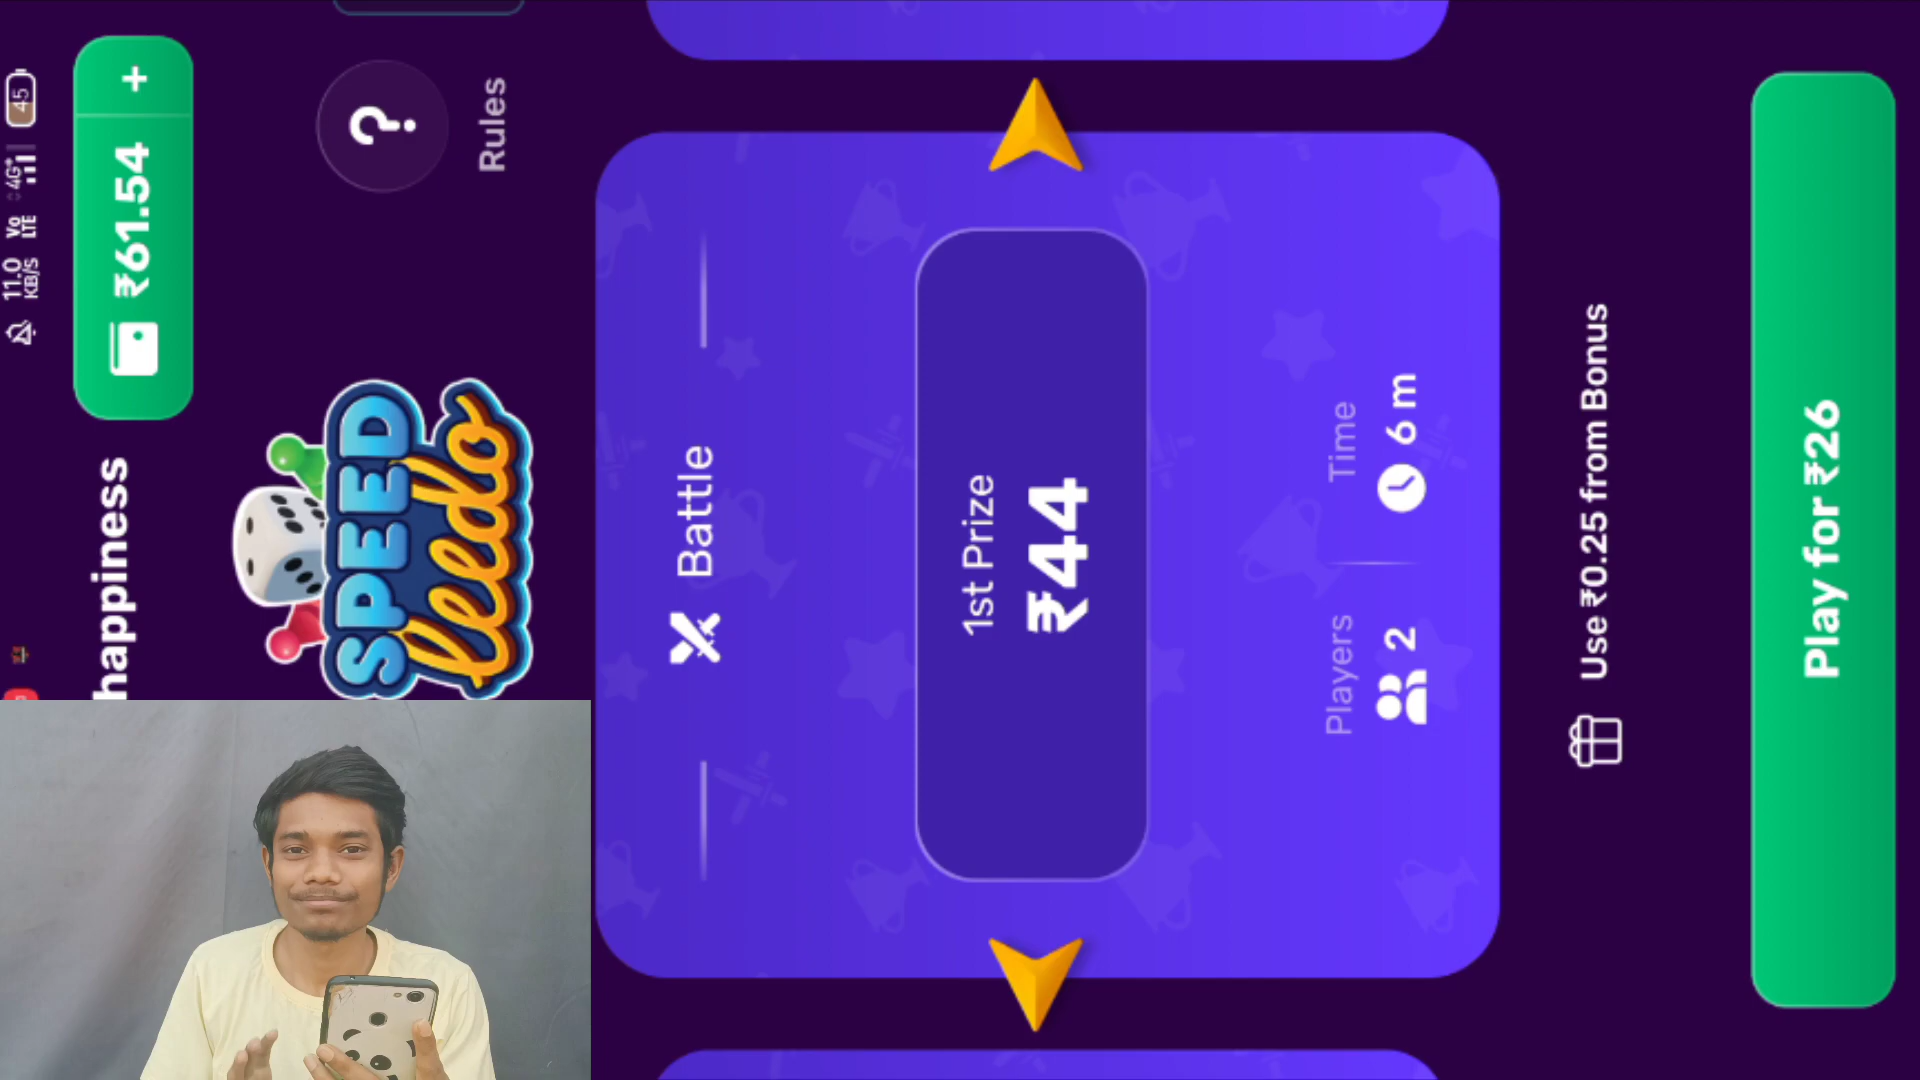 11.0
KB/S
Vo
LTE
4G+
45
happiness
₹61.54
+
SPEED
leedo
?
Rules
Battle
1st Prize
₹44
Players
2
Time
6 m
Use ₹0.25 from Bonus
Play for ₹26